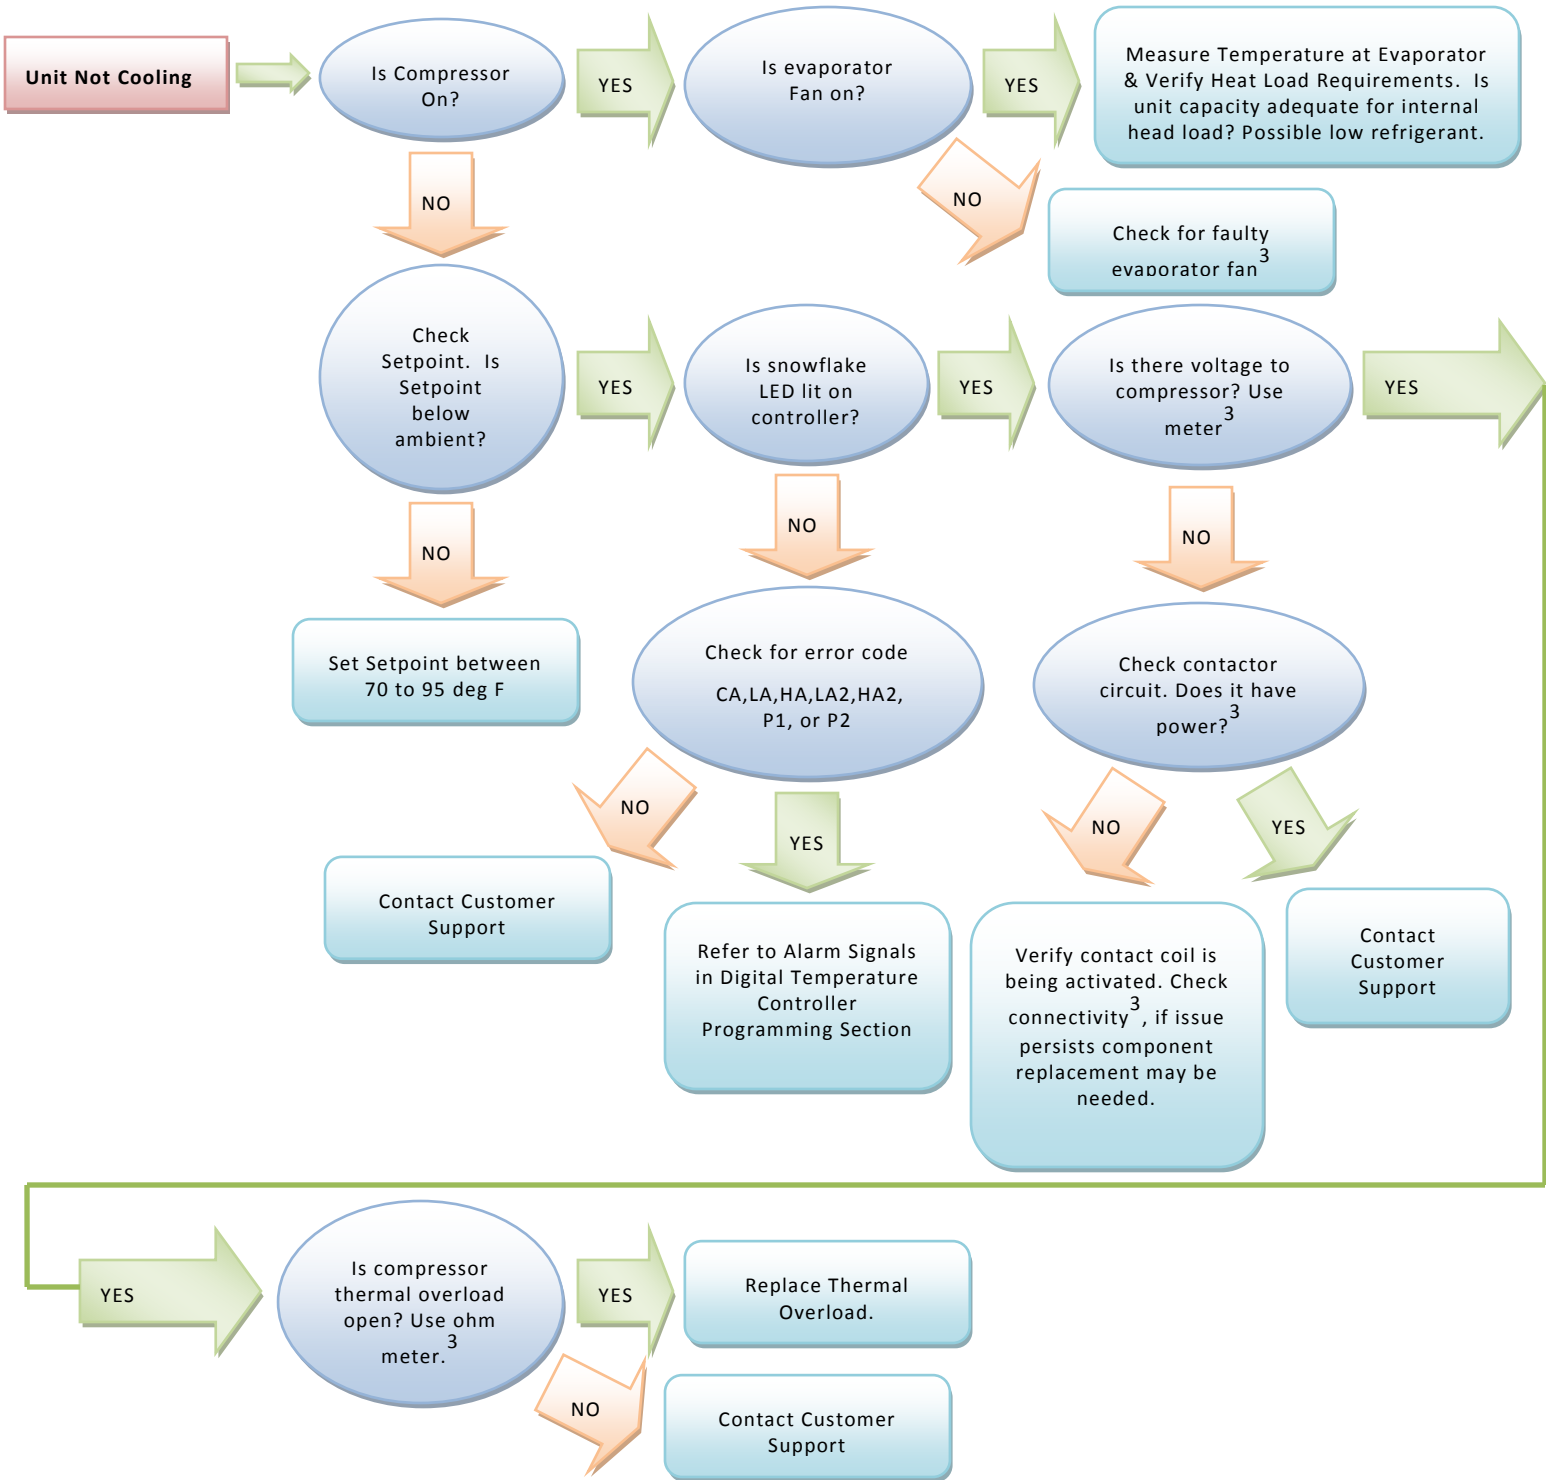 Unit Not Cooling
Is Compressor
On?
YES
Is evaporator
Fan on?
YES
Measure Temperature at Evaporator
& Verify Heat Load Requirements. Is
unit capacity adequate for internal
head load? Possible low refrigerant.
NO
NO
Check for faulty
evaporator fan3
Check
Setpoint. Is
Setpoint
below
ambient?
YES
Is snowflake
LED lit on
controller?
YES
Is there voltage to
compressor? Use
meter3
YES
NO
NO
NO
Set Setpoint between
70 to 95 deg F
Check for error code
CA,LA,HA,LA2,HA2,
P1, or P2
Check contactor
circuit. Does it have
power?3
NO
YES
NO
YES
Contact Customer
Support
Refer to Alarm Signals
in Digital Temperature
Controller
Programming Section
Verify contact coil is
being activated. Check
connectivity3, if issue
persists component
replacement may be
needed.
Contact
Customer
Support
YES
Is compressor
thermal overload
open? Use ohm
meter.3
YES
Replace Thermal
Overload.
NO
Contact Customer
Support